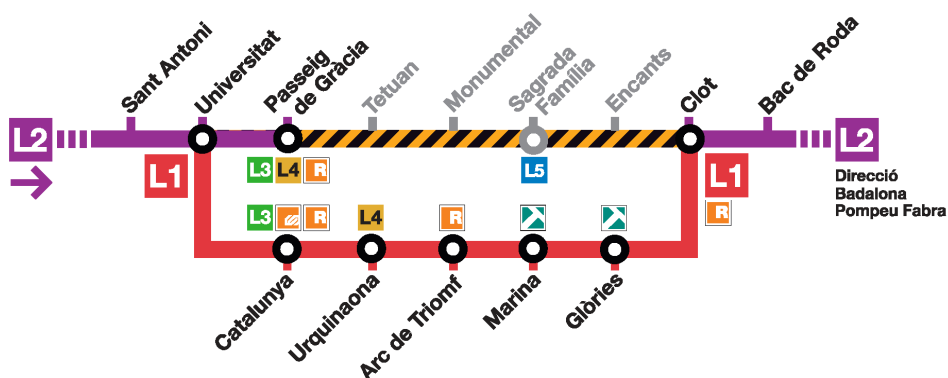 Sant Antoni
Universitat
Passeig
de Gràcia
Tetuan
Monumental
Sagrada
Família
Encants
Clot
Bac de Roda
L2
L2
L1
L3 L4 R
L5
L1
R
Direcció
Badalona
Pompeu Fabra
L3 R
L4
R
Catalunya
Urquinaona
Arc de Triomf
Marina
Glòries